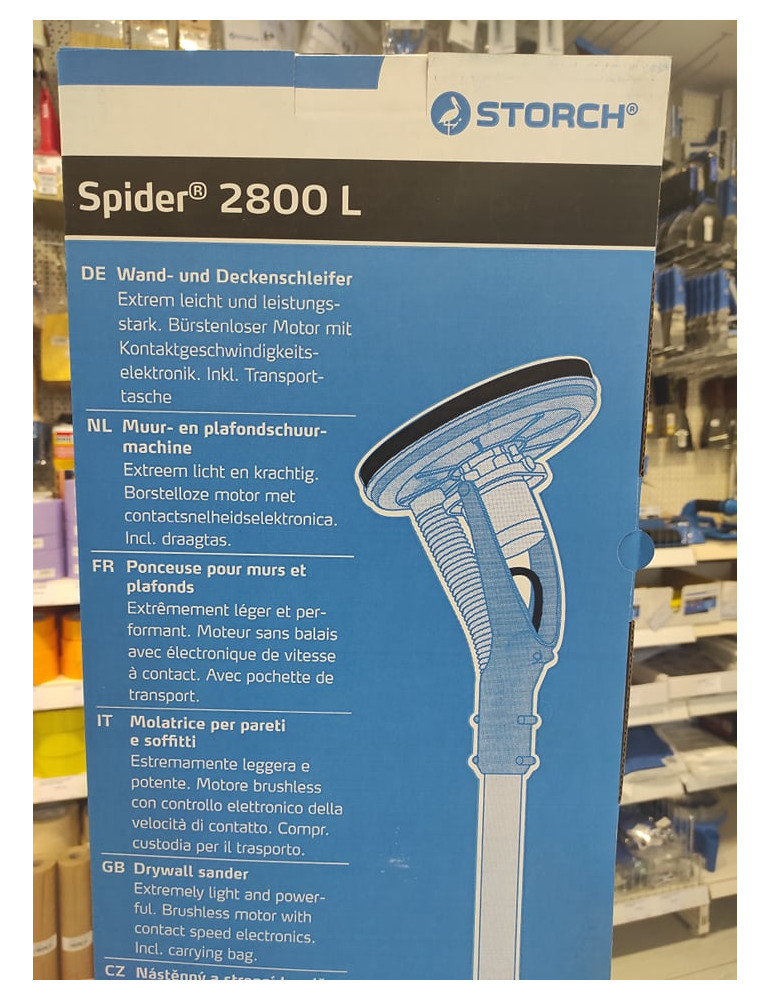 STORCH®
Spider® 2800 L
DE Wand- und Deckenschleifer
Extrem leicht und leistungs-
stark. Bürstenloser Motor mit
Kontaktgeschwindigkeits-
elektronik. Inkl. Transport-
tasche
NL Muur- en plafondschuur-
machine
Extreem licht en krachtig.
Borstelloze motor met
contactsnelheidselektronica.
Incl. draagtas.
FR Ponceuse pour murs et
plafonds
Extrêmement léger et per-
formant. Moteur sans balais
avec électronique de vitesse
à contact. Avec pochette de
transport.
IT Molatrice per pareti
e soffitti
Estremamente leggera e
potente. Motore brushless
con controllo elettronico della
velocità di contatto. Compr.
custodia per il trasporto.
GB Drywall sander
Extremely light and power-
ful. Brushless motor with
contact speed electronics.
Incl. carrying bag.
CZ Nástěnný a